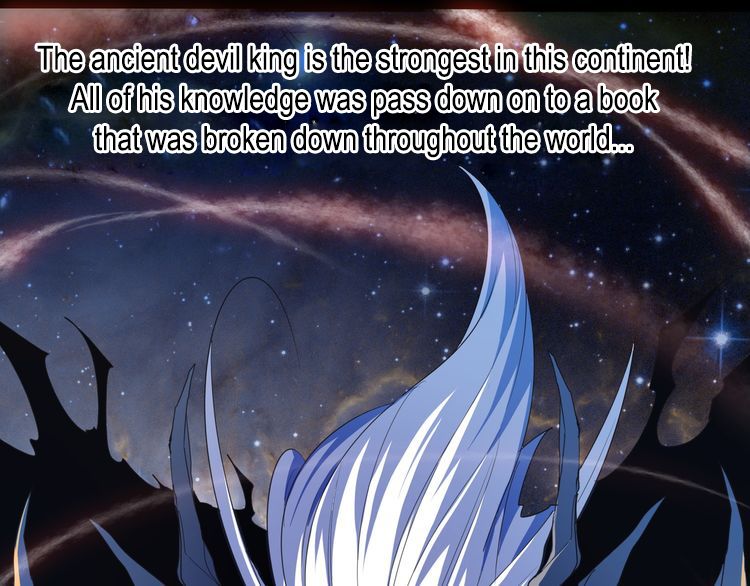 The ancient devil king is the strongest in this continent!
All of his knowledge was pass down on to a book
that was broken down throughout the world...